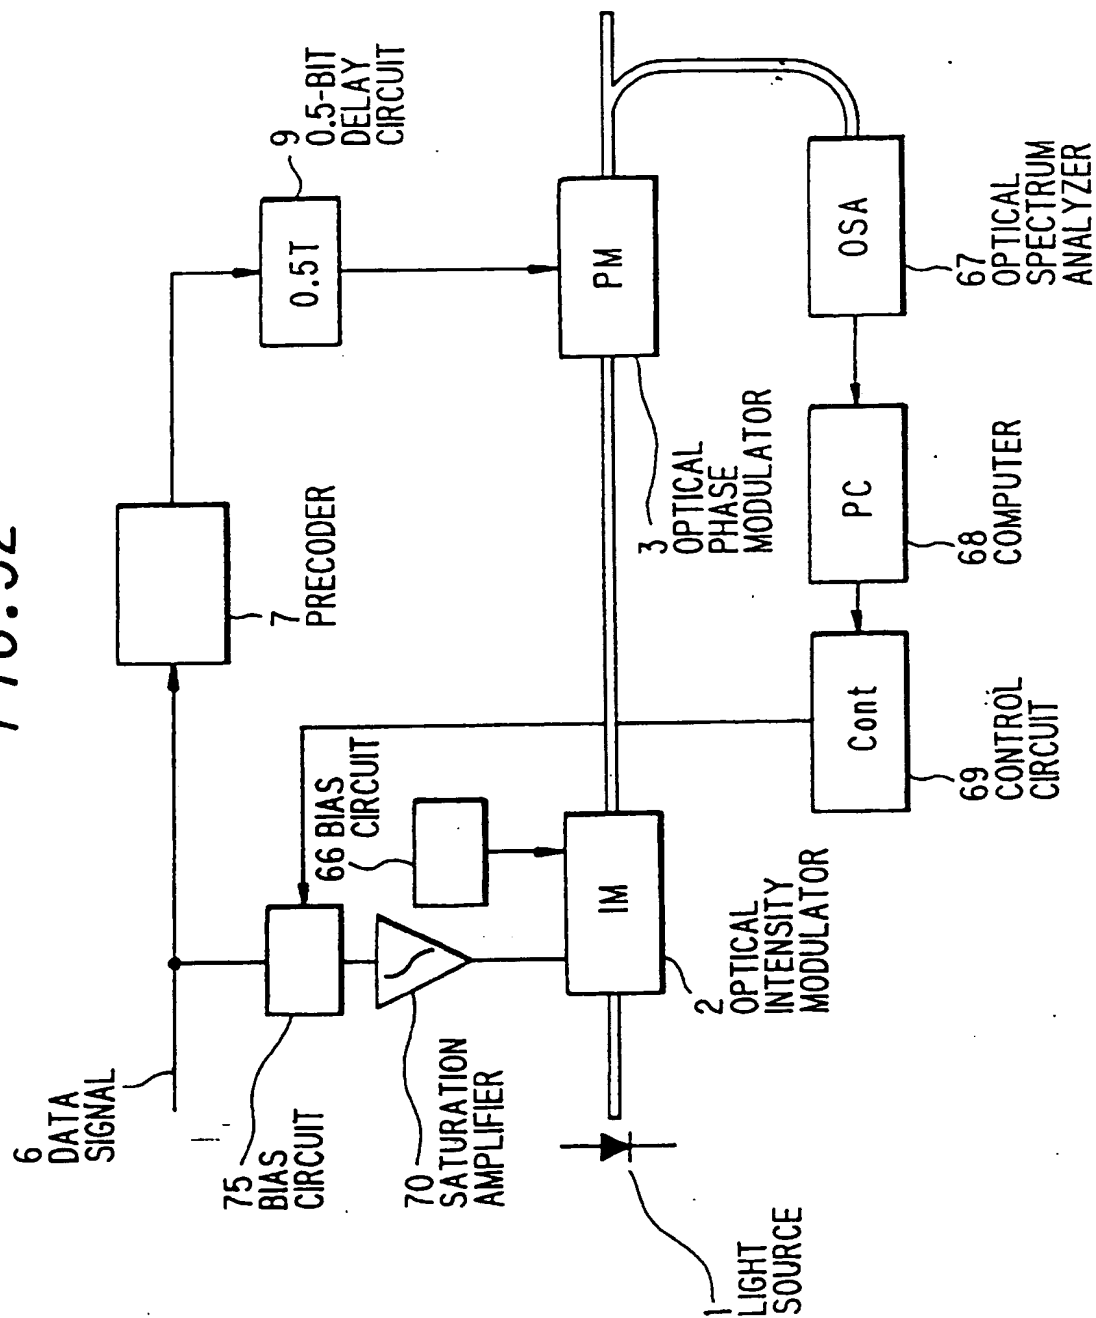 6
DATA
SIGNAL
7
PRECODER
9
0.5-BIT
DELAY
CIRCUIT
0.5T
75
BIAS
CIRCUIT
66 BIAS
CIRCUIT
70
SATURATION
AMPLIFIER
1
LIGHT
SOURCE
IM
2
OPTICAL
INTENSITY
MODULATOR
PM
3
OPTICAL
PHASE
MODULATOR
Cont
69
CONTROL
CIRCUIT
PC
68
COMPUTER
OSA
67
OPTICAL
SPECTRUM
ANALYZER